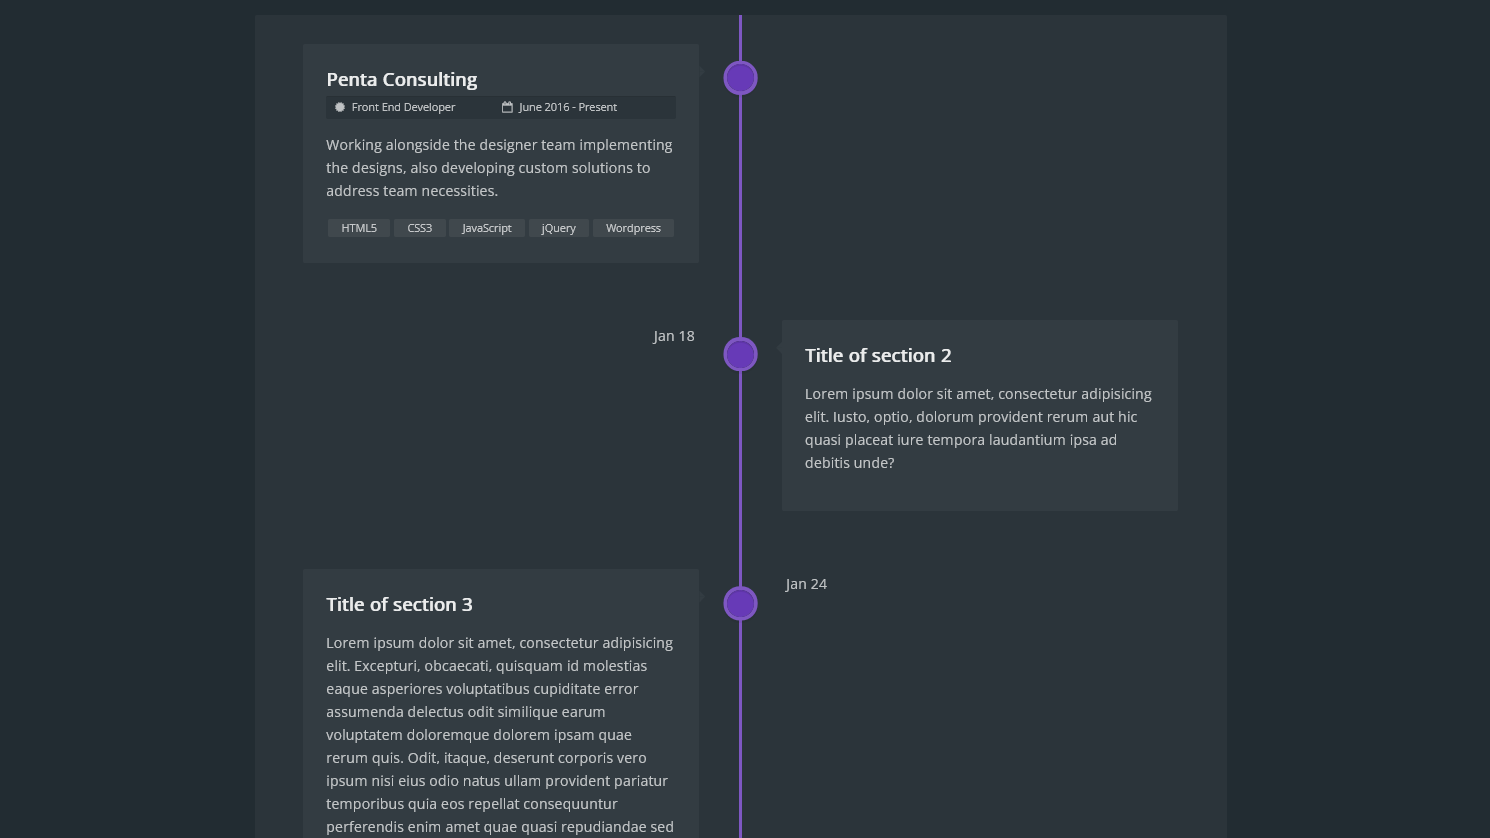 Penta Consulting
Front End Developer
June 2016 - Present
Working alongside the designer team implementing
the designs, also developing custom solutions to
address team necessities.
HTML5
CSS3
JavaScript
jQuery
Wordpress
Jan 18
Title of section 2
Lorem ipsum dolor sit amet, consectetur adipisicing
elit. Iusto, optio, dolorum provident rerum aut hic
quasi placeat iure tempora laudantium ipsa ad
debitis unde?
Title of section 3
Jan 24
Lorem ipsum dolor sit amet, consectetur adipisicing
elit. Excepturi, obcaecati, quisquam id molestias
eaque asperiores voluptatibus cupiditate error
assumenda delectus odit similique earum
voluptatem doloremque dolorem ipsam quae
rerum quis. Odit, itaque, deserunt corporis vero
ipsum nisi eius odio natus ullam provident pariatur
temporibus quia eos repellat consequuntur
perferendis enim amet quae quasi repudiandae sed